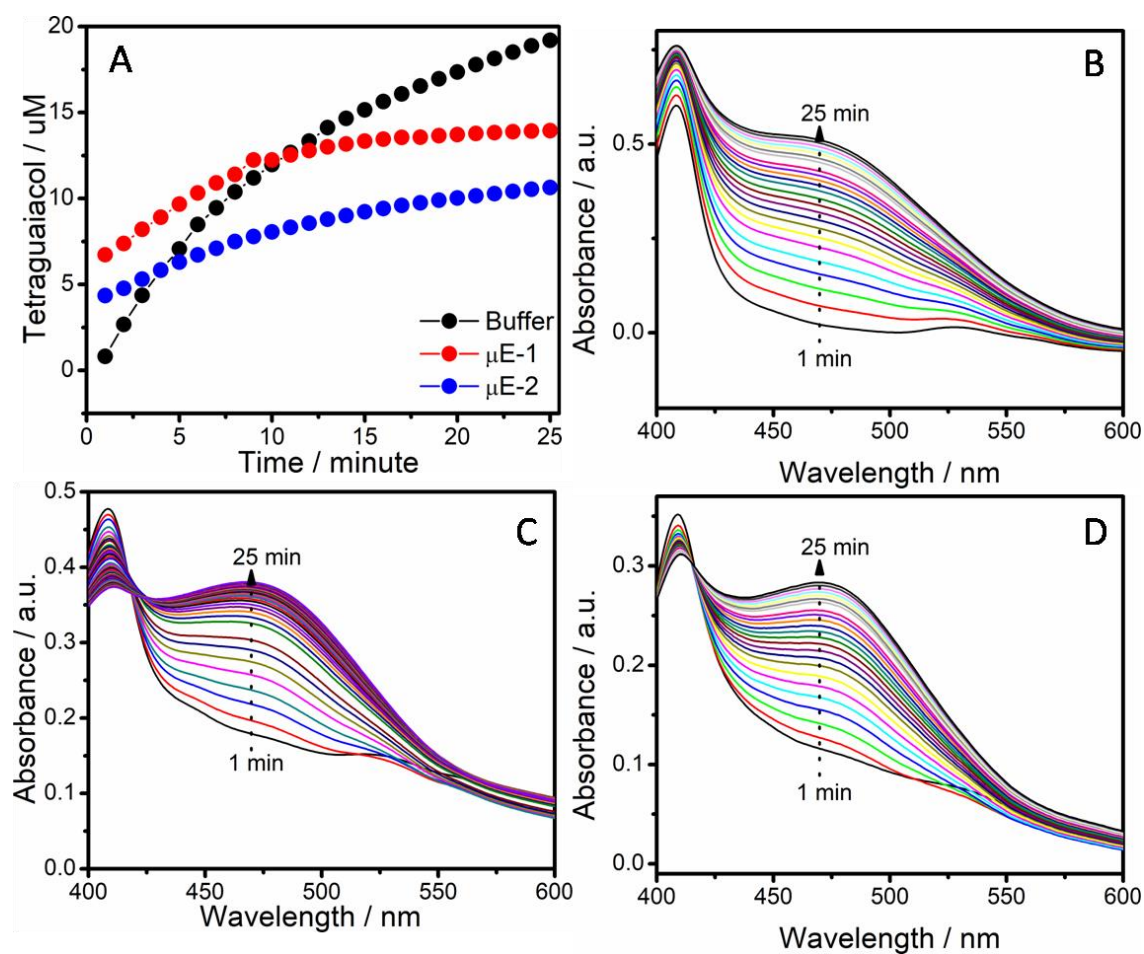 A
Tetraguaiacol / uM
20
15
10
5
0
Buffer
μE-1
μE-2
0 5 10 15 20 25
Time / minute
B
Absorbance / a.u.
0.5
0.0
25 min
1 min
400 450 500 550 600
Wavelength / nm
C
Absorbance / a.u.
0.5
0.4
0.3
0.2
0.1
0.0
25 min
1 min
400 450 500 550 600
Wavelength / nm
D
Absorbance / a.u.
0.3
0.2
0.1
0.0
25 min
1 min
400 450 500 550 600
Wavelength / nm